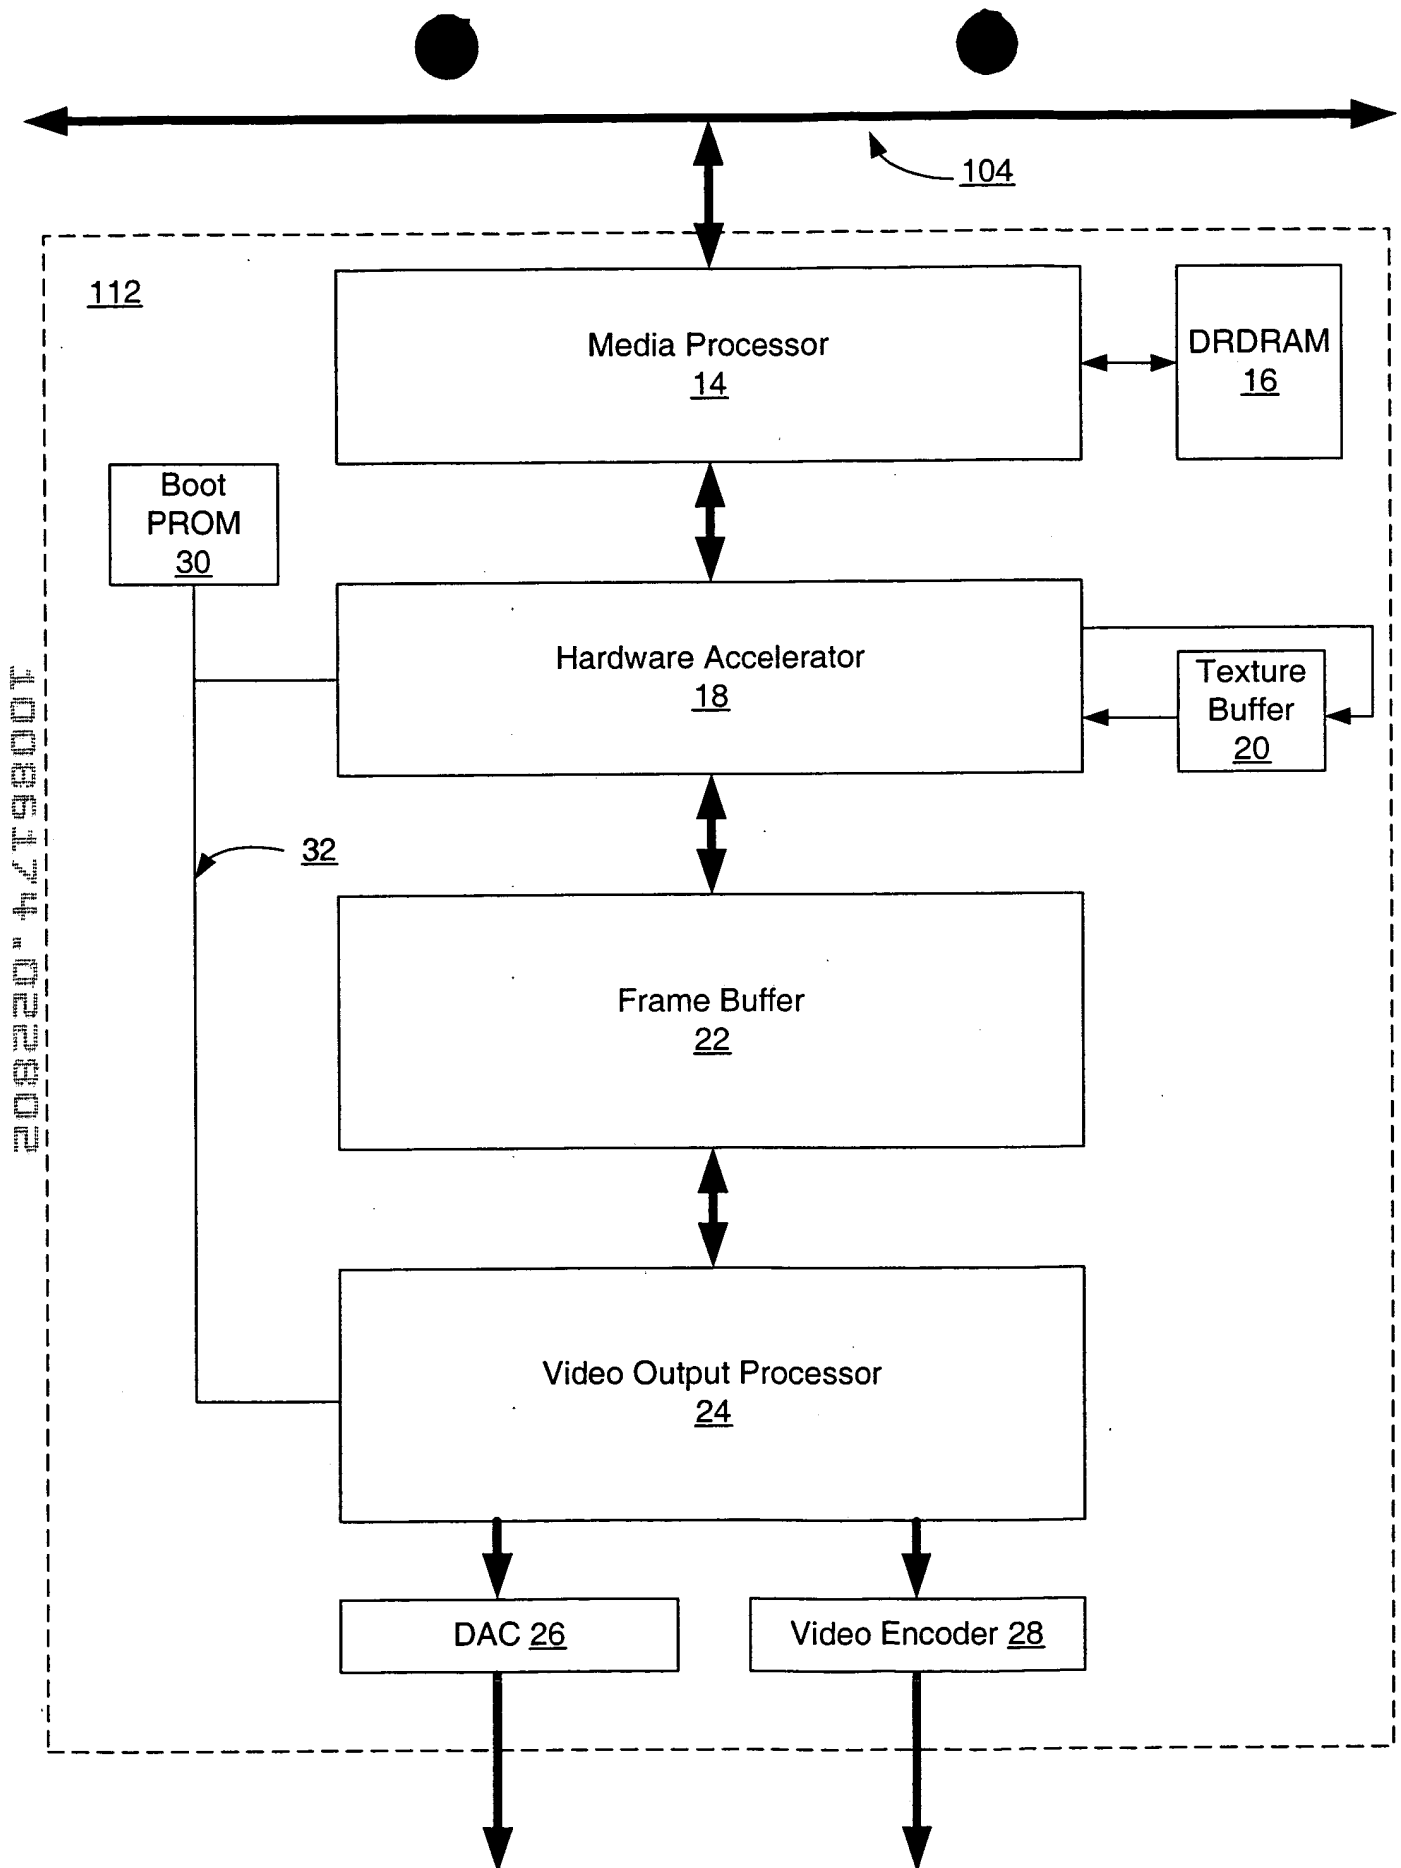 104
112
Media Processor
14
DRDRAM
16
Boot
PROM
30
Hardware Accelerator
18
Texture
Buffer
20
32
Frame Buffer
22
Video Output Processor
24
DAC 26
Video Encoder 28
10086174.022802